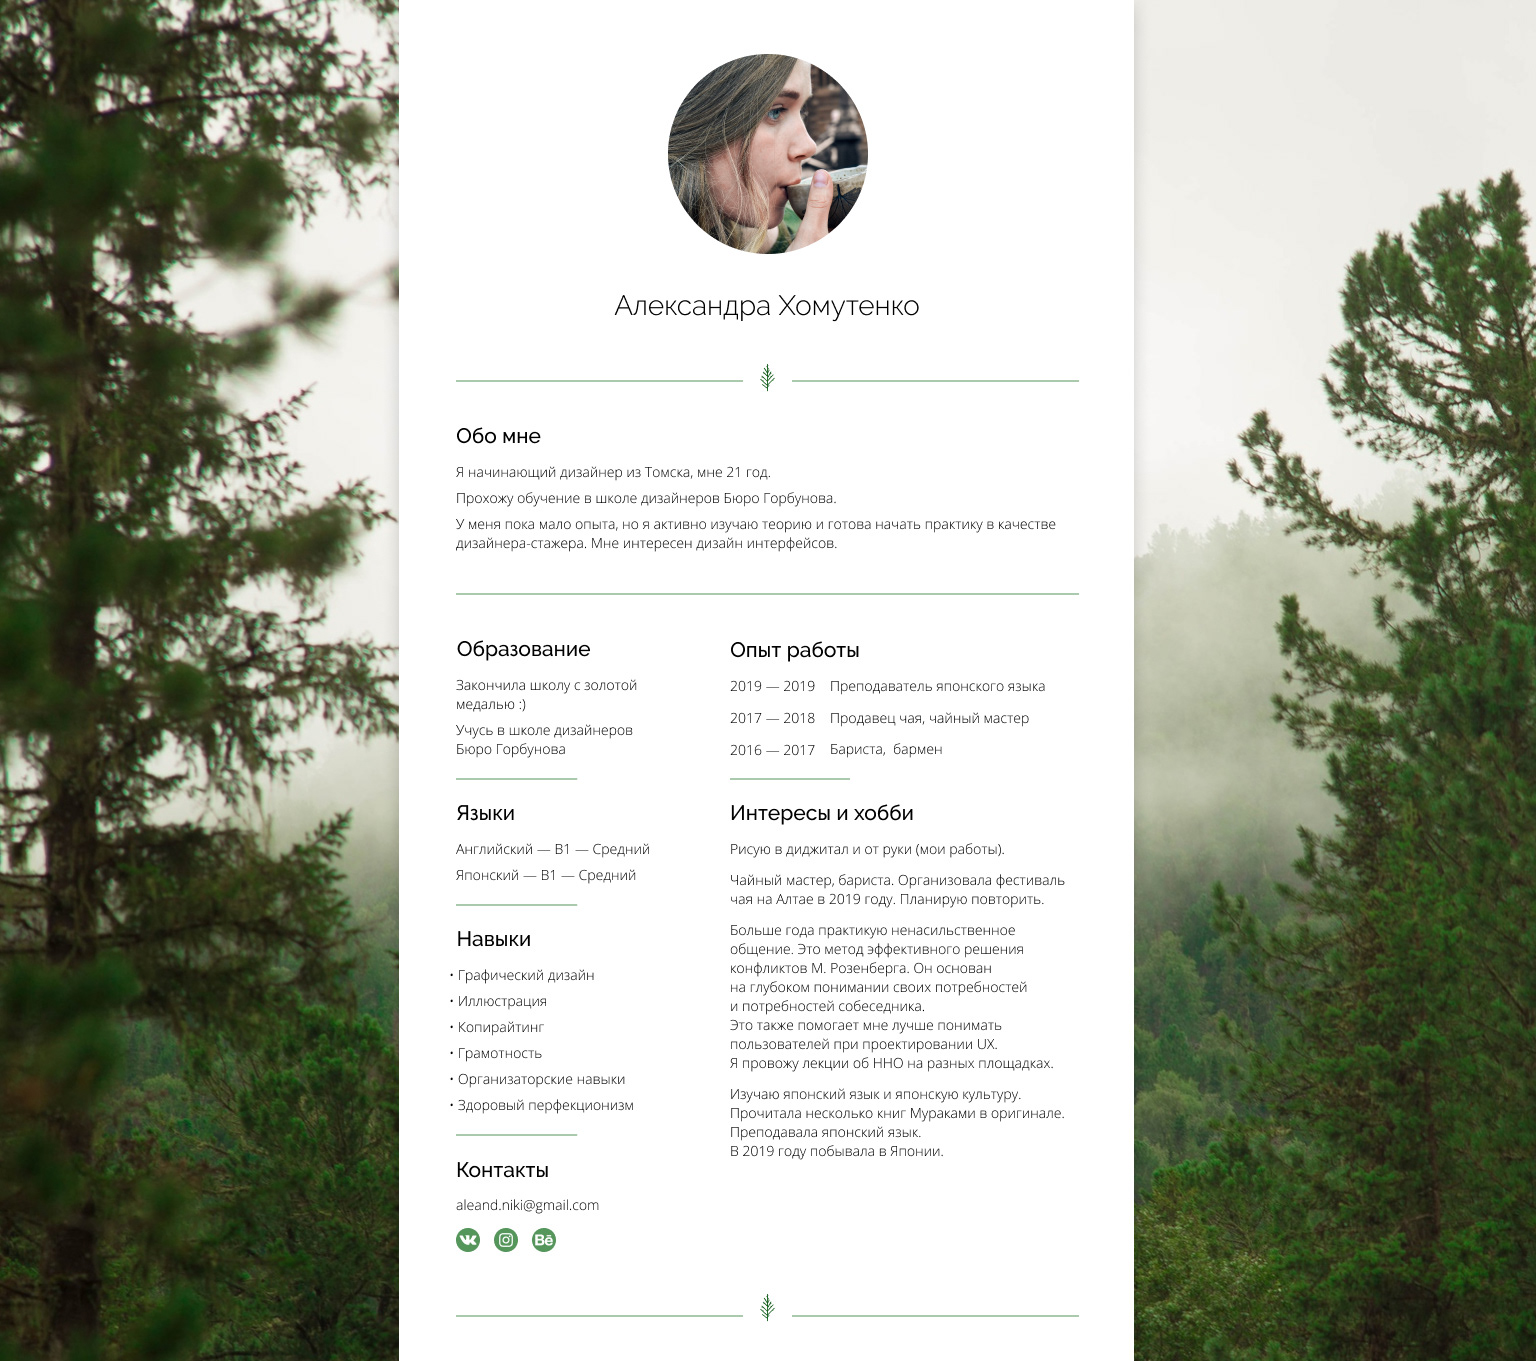 Александра Хомутенко
Обо мне
Я начинающий дизайнер из Томска, мне 21 год.
Прохожу обучение в школе дизайнеров Бюро Горбунова.
У меня пока мало опыта, но я активно изучаю теорию и готова начать практику в качестве
дизайнера-стажера. Мне интересен дизайн интерфейсов.
Образование
Закончила школу с золотой
медалью :)
Учусь в школе дизайнеров
Бюро Горбунова
Языки
Английский — B1 — Средний
Японский — B1 — Средний
Навыки
• Графический дизайн
• Иллюстрация
• Копирайтинг
• Грамотность
• Организаторские навыки
• Здоровый перфекционизм
Контакты
aleand.niki@gmail.com
Bē
Опыт работы
2019 — 2019 Преподаватель японского языка
2017 — 2018 Продавец чая, чайный мастер
2016 — 2017 Бариста, бармен
Интересы и хобби
Рисую в диджитал и от руки (мои работы).
Чайный мастер, бариста. Организовала фестиваль
чая на Алтае в 2019 году. Планирую повторить.
Больше года практикую ненасильственное
общение. Это метод эффективного решения
конфликтов М. Розенберга. Он основан
на глубоком понимании своих потребностей
и потребностей собеседника.
Это также помогает мне лучше понимать
пользователей при проектировании UX.
Я провожу лекции об ННО на разных площадках.
Изучаю японский язык и японскую культуру.
Прочитала несколько книг Мураками в оригинале.
Преподавала японский язык.
В 2019 году побывала в Японии.